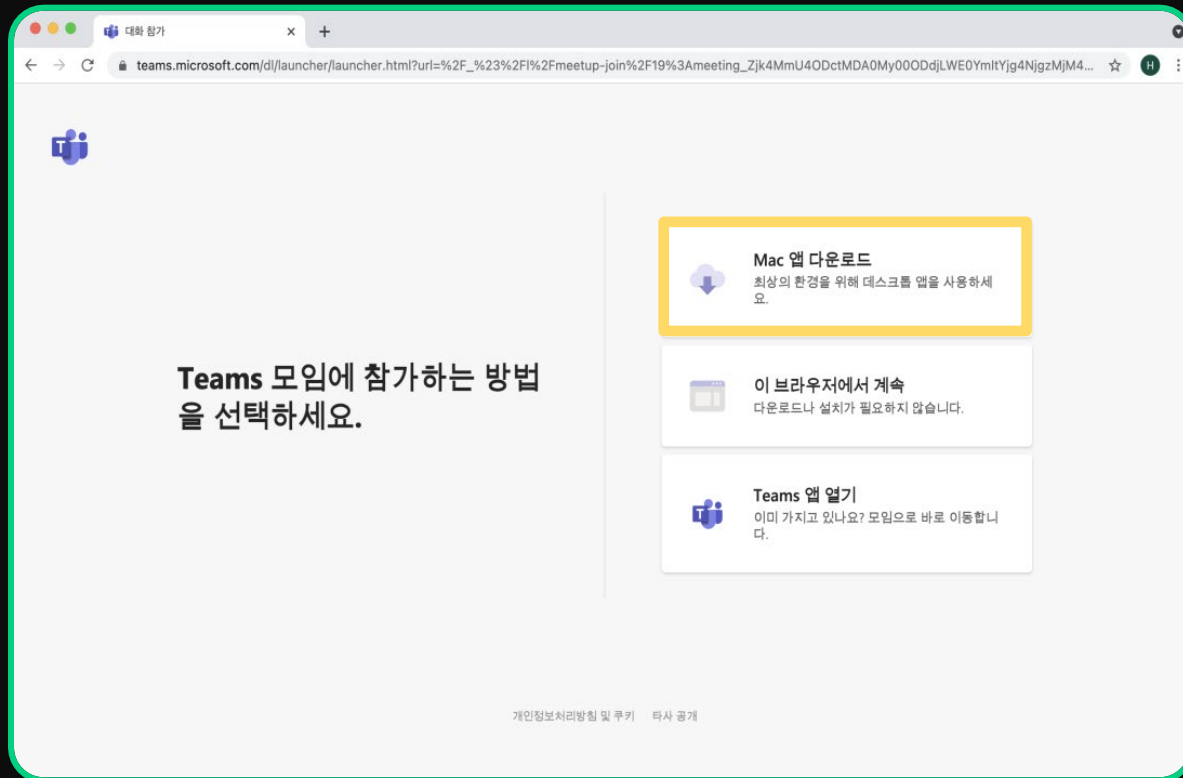 대화 참가
teams.microsoft.com/dl/launcher/launcher.html?url=%2F_%23%2Fl%2Fmeetup-join%2F19%3Ameeting_Zjk4MmU4ODctMDA0My00ODdjLWE0YmItYjg4NjgzMjM4...
H
Mac 앱 다운로드
최상의 환경을 위해 데스크톱 앱을 사용하세
요.
Teams 모임에 참가하는 방법
을 선택하세요.
이 브라우저에서 계속
다운로드나 설치가 필요하지 않습니다.
Teams 앱 열기
이미 가지고 있나요? 모임으로 바로 이동합니
다.
개인정보처리방침 및 쿠키 타사 공개